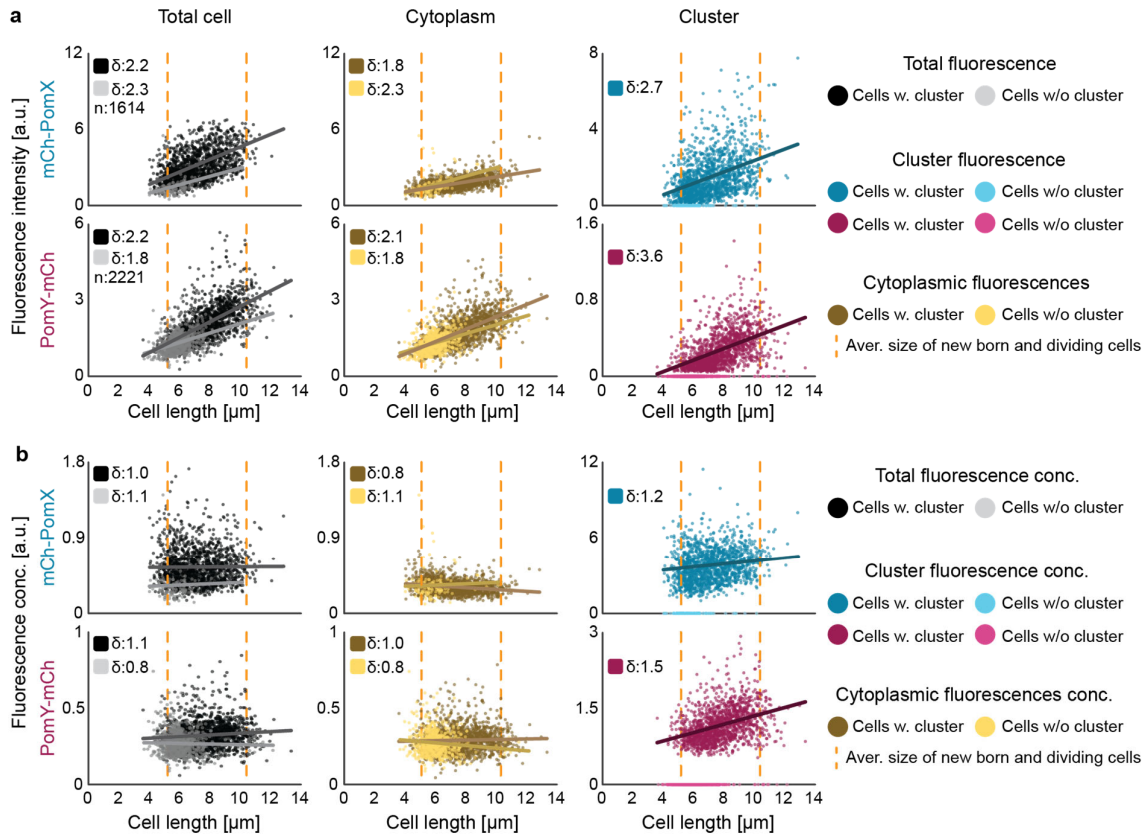 a
Total cell
Cytoplasm
Cluster
Fluorescence intensity [a.u.]
mCh-PomX
12
6
0
δ:2.2
δ:2.3
n:1614
12
6
0
δ:1.8
δ:2.3
8
4
0
δ:2.7
PomY-mCh
6
3
0
δ:2.2
δ:1.8
n:2221
0 2 4 6 8 10 12 14
Cell length [µm]
6
3
0
δ:2.1
δ:1.8
0 2 4 6 8 10 12 14
Cell length [µm]
1.6
0.8
0
δ:3.6
0 2 4 6 8 10 12 14
Cell length [µm]
Total fluorescence
Cells w. cluster Cells w/o cluster
Cluster fluorescence
Cells w. cluster Cells w/o cluster
Cells w. cluster Cells w/o cluster
Cytoplasmic fluorescences
Cells w. cluster Cells w/o cluster
Aver. size of new born and dividing cells
b
Fluorescence conc. [a.u.]
mCh-PomX
1.8
0.9
0
δ:1.0
δ:1.1
1.8
0.9
0
δ:0.8
δ:1.1
12
6
0
δ:1.2
PomY-mCh
1
0.5
0
δ:1.1
δ:0.8
0 2 4 6 8 10 12 14
Cell length [µm]
1
0.5
0
δ:1.0
δ:0.8
0 2 4 6 8 10 12 14
Cell length [µm]
3
1.5
0
δ:1.5
0 2 4 6 8 10 12 14
Cell length [µm]
Total fluorescence conc.
Cells w. cluster Cells w/o cluster
Cluster fluorescence conc.
Cells w. cluster Cells w/o cluster
Cells w. cluster Cells w/o cluster
Cytoplasmic fluorescences conc.
Cells w. cluster Cells w/o cluster
Aver. size of new born and dividing cells